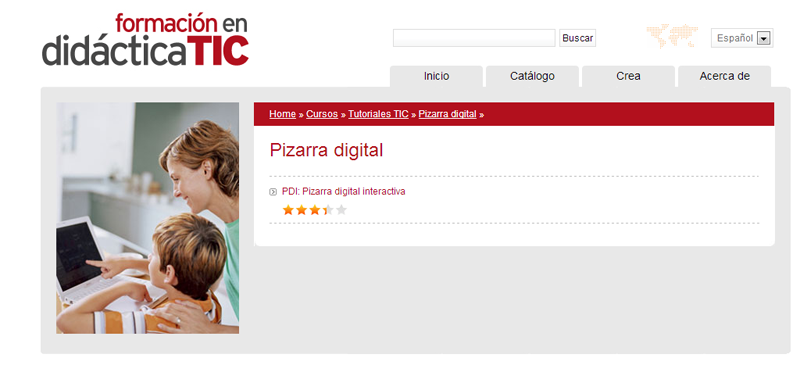 formación en
didácticaTIC
Buscar
Español
Inicio Catálogo Crea Acerca de
Home » Cursos » Tutoriales TIC » Pizarra digital »
Pizarra digital
PDI: Pizarra digital interactiva